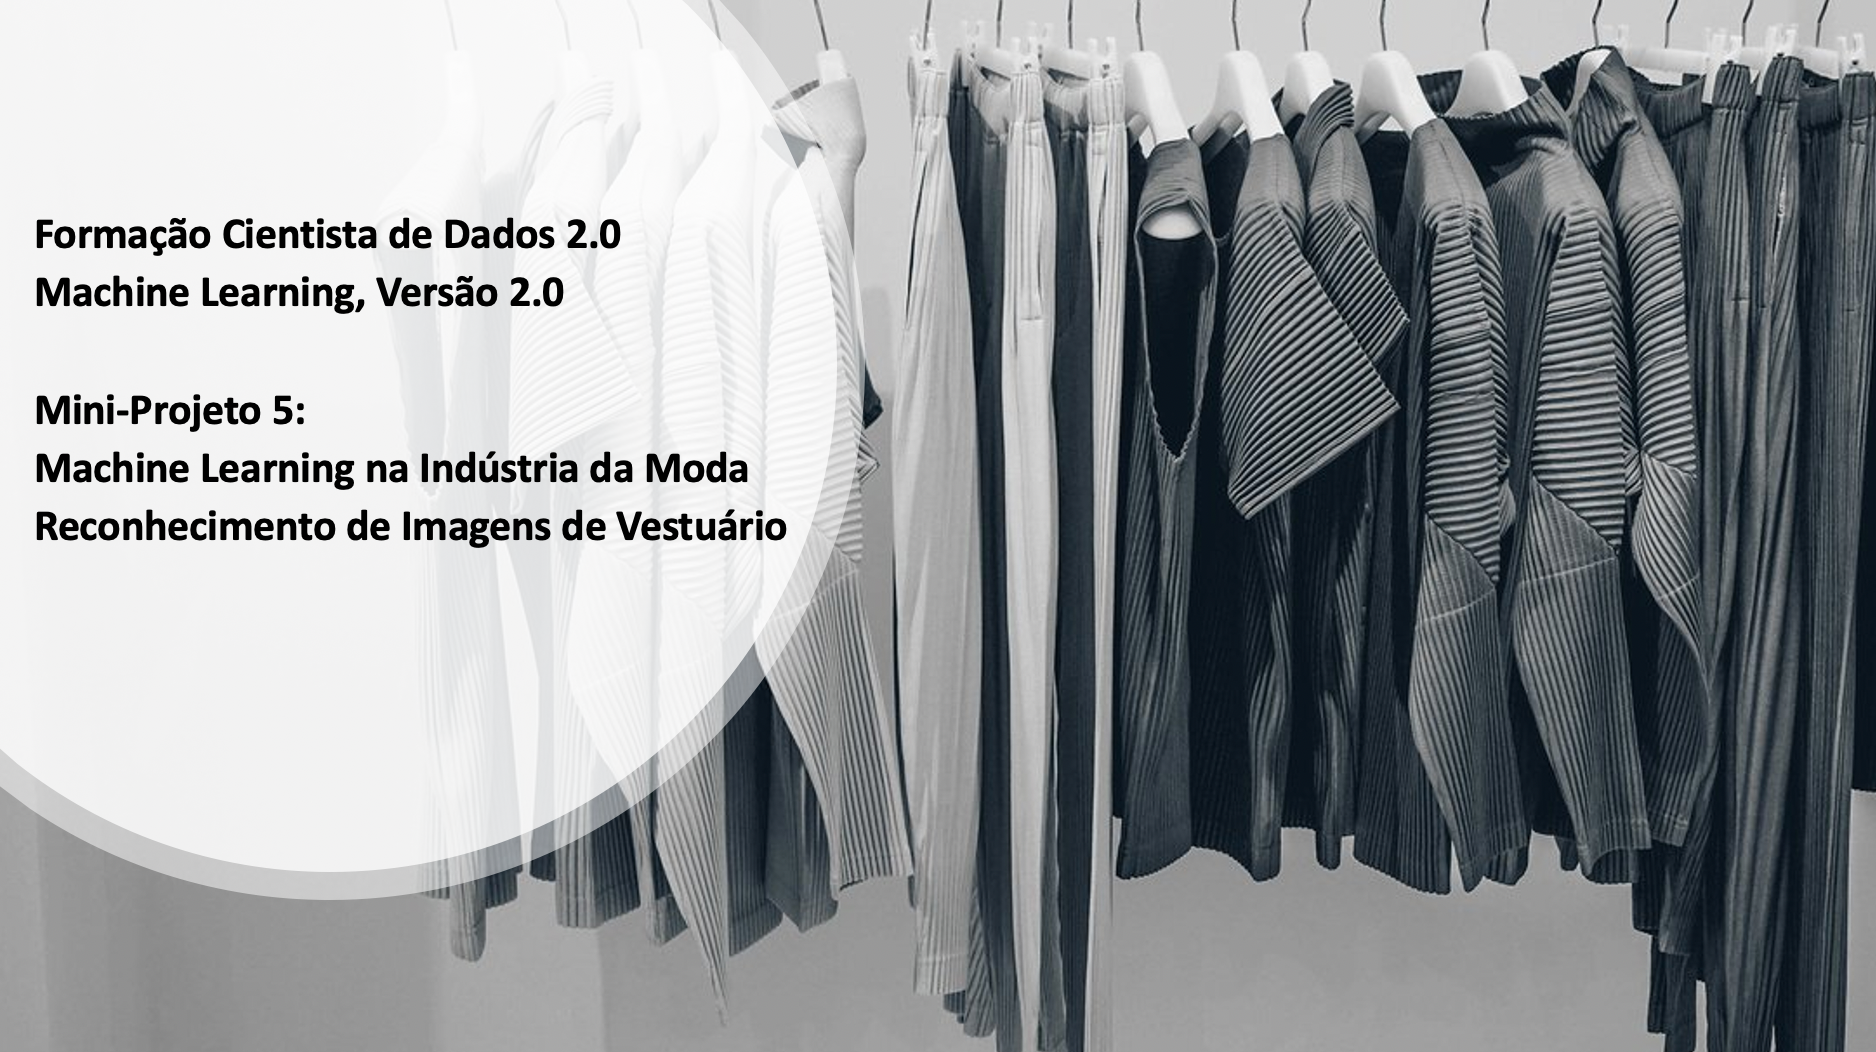 Formação Cientista de Dados 2.0
Machine Learning, Versão 2.0
Mini-Projeto 5:
Machine Learning na Indústria da Moda
Reconhecimento de Imagens de Vestuário